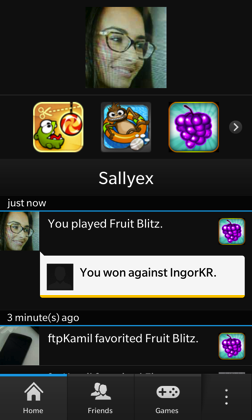 Sallyex
just now
You played Fruit Blitz.
You won against IngorKR.
3 minute(s) ago
ftpKamil favorited Fruit Blitz.
Home
Friends
Games